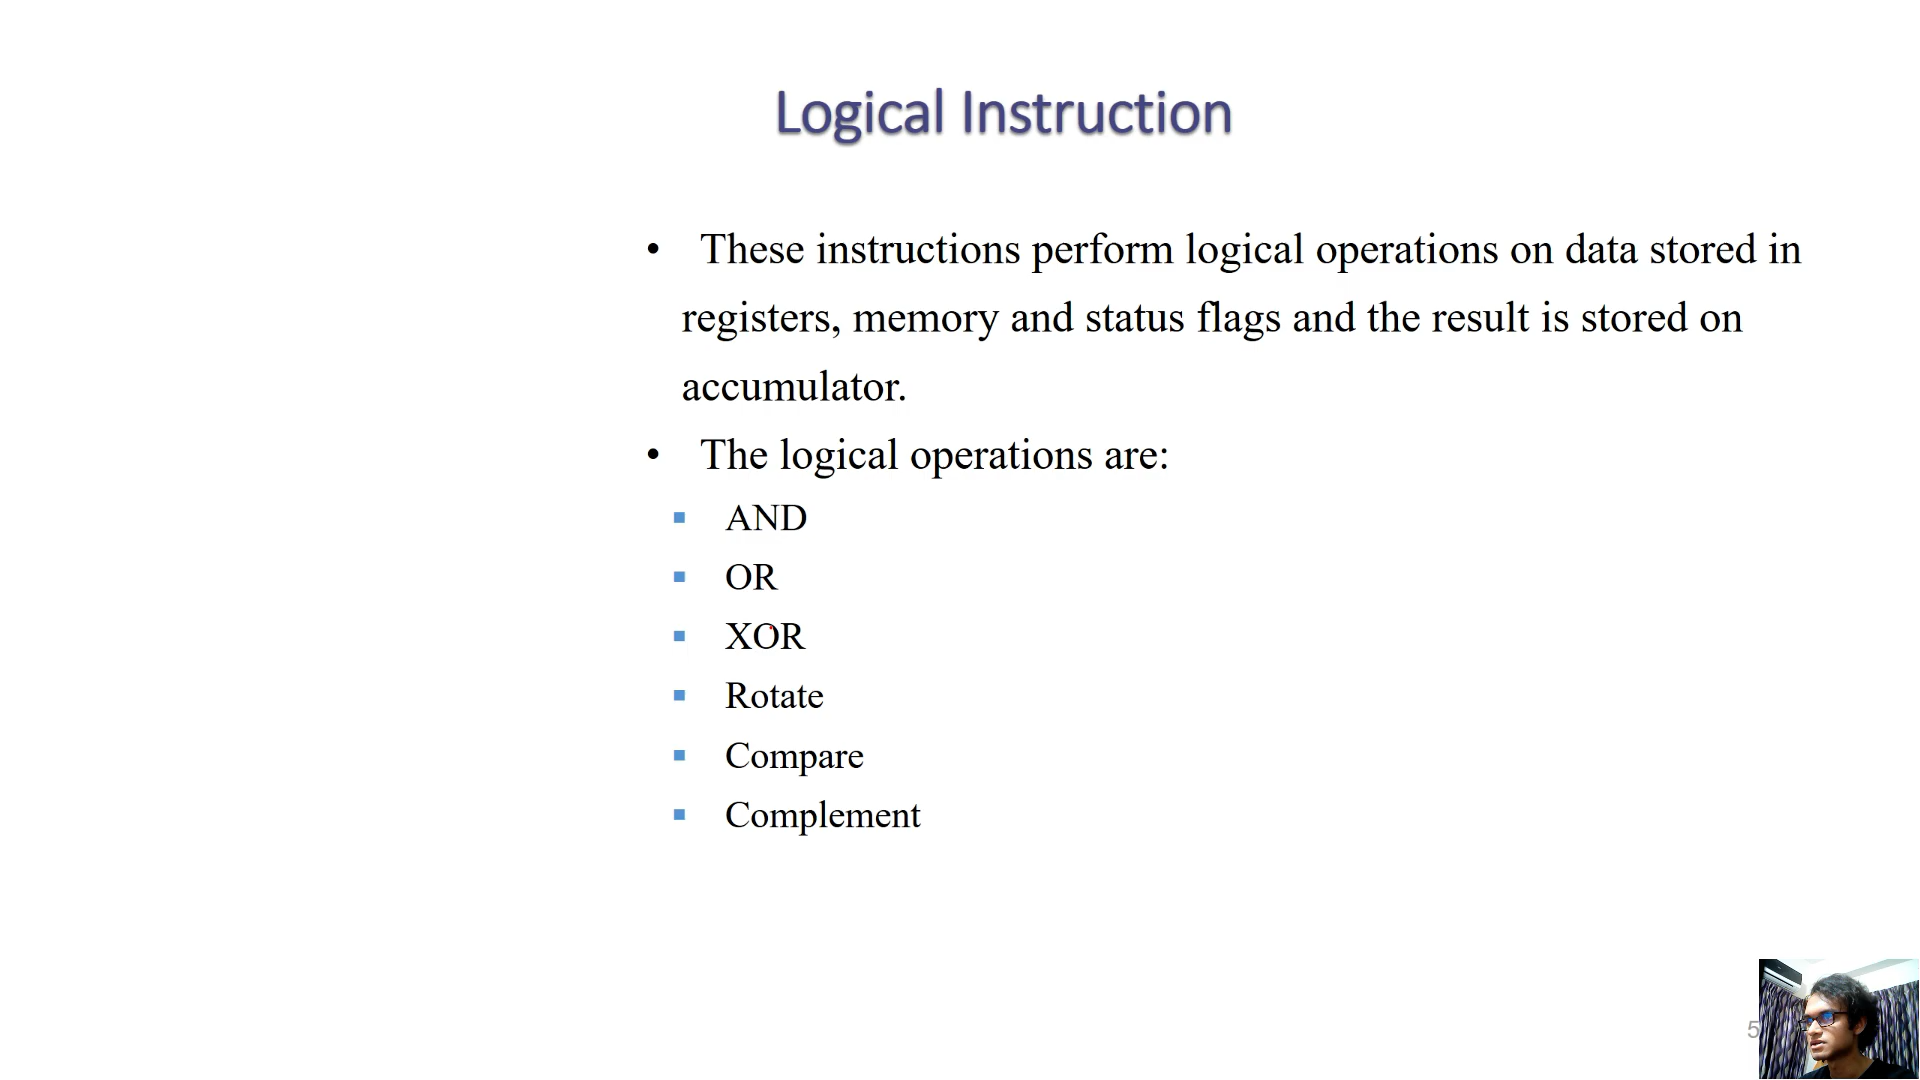 Logical Instruction
• These instructions perform logical operations on data stored in
registers, memory and status flags and the result is stored on
accumulator.
• The logical operations are:
▪ AND
▪ OR
▪ XOR
▪ Rotate
▪ Compare
▪ Complement
5